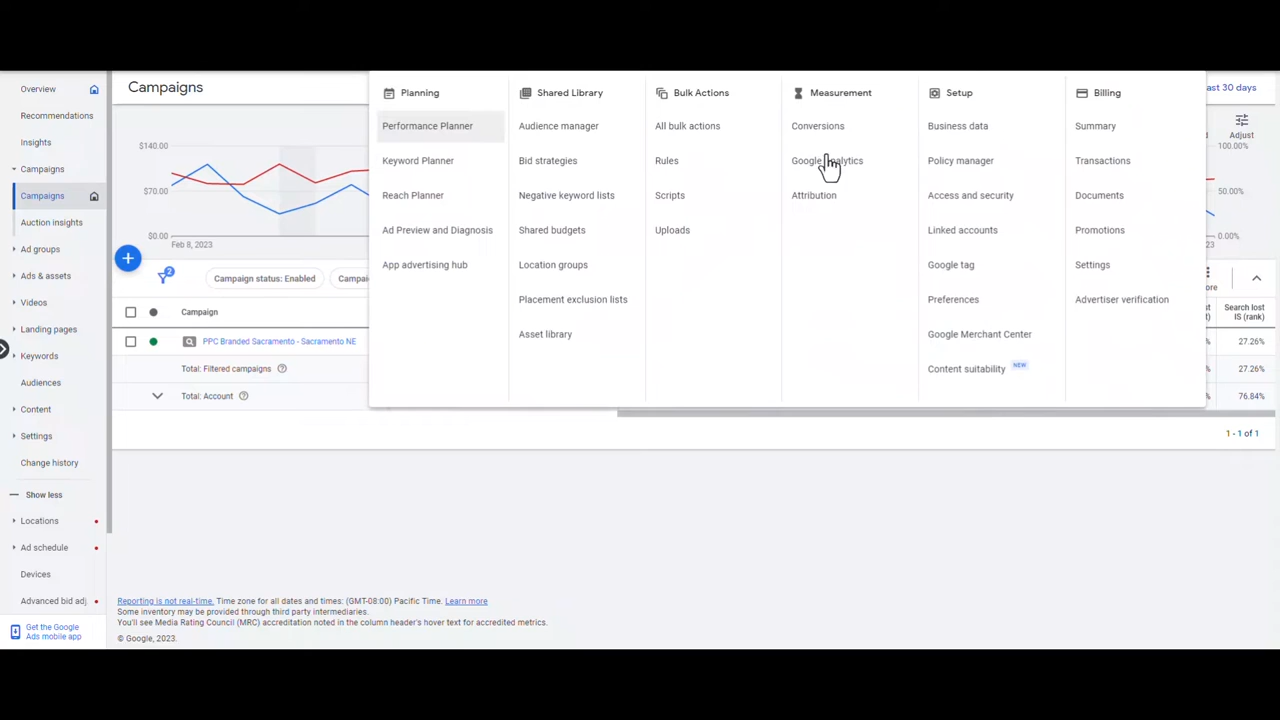 Overview
Recommendations
Insights
Campaigns
Campaigns
Auction insights
Ad groups
Ads & assets
Videos
Landing pages
Keywords
Audiences
Content
Settings
Change history
Show less
Locations
Ad schedule
Devices
Advanced bid adj.
Get the Google
Ads mobile app
Campaigns
$140.00
$70.00
$0.00
Feb 8, 2023
2
Campaign status: Enabled
Campai
Campaign
PPC Branded Sacramento - Sacramento NE
Total: Filtered campaigns
Total: Account
Planning
Performance Planner
Keyword Planner
Reach Planner
Ad Preview and Diagnosis
App advertising hub
Shared Library
Audience manager
Bid strategies
Negative keyword lists
Shared budgets
Location groups
Placement exclusion lists
Asset library
Bulk Actions
All bulk actions
Rules
Scripts
Uploads
Measurement
Conversions
Google Analytics
Attribution
Setup
Business data
Policy manager
Access and security
Linked accounts
Google tag
Preferences
Google Merchant Center
Content suitability NEW
Billing
Summary
Transactions
Documents
Promotions
Settings
Advertiser verification
ast 30 days
Adjust
100.00%
50.00%
0.00%
23
ore
Search lost
IS (rank)
27.26%
27.26%
76.84%
1 - 1 of 1
Reporting is not real-time. Time zone for all dates and times: (GMT-08:00) Pacific Time. Learn more
Some inventory may be provided through third party intermediaries.
You'll see Media Rating Council (MRC) accreditation noted in the column header's hover text for accredited metrics.
© Google, 2023.